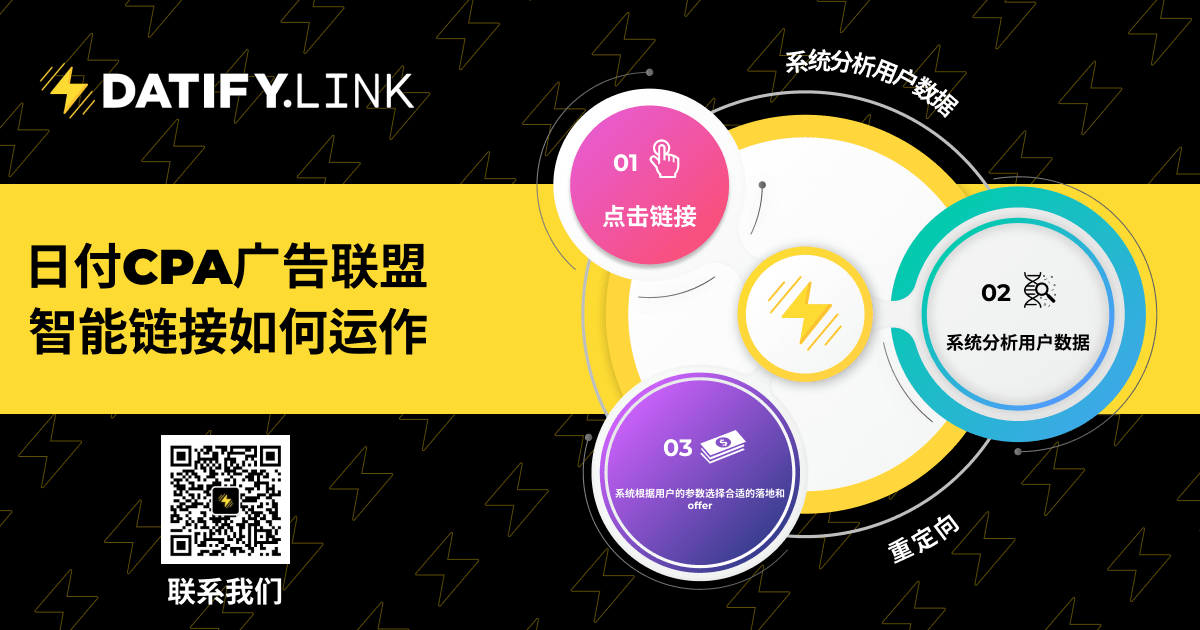 DATIFY.LINK
日付CPA广告联盟
智能链接如何运作
联系我们
01
点击链接
系统分析用户数据
02
系统分析用户数据
03
$
系统根据用户的参数选择合适的落地和
offer
重定向